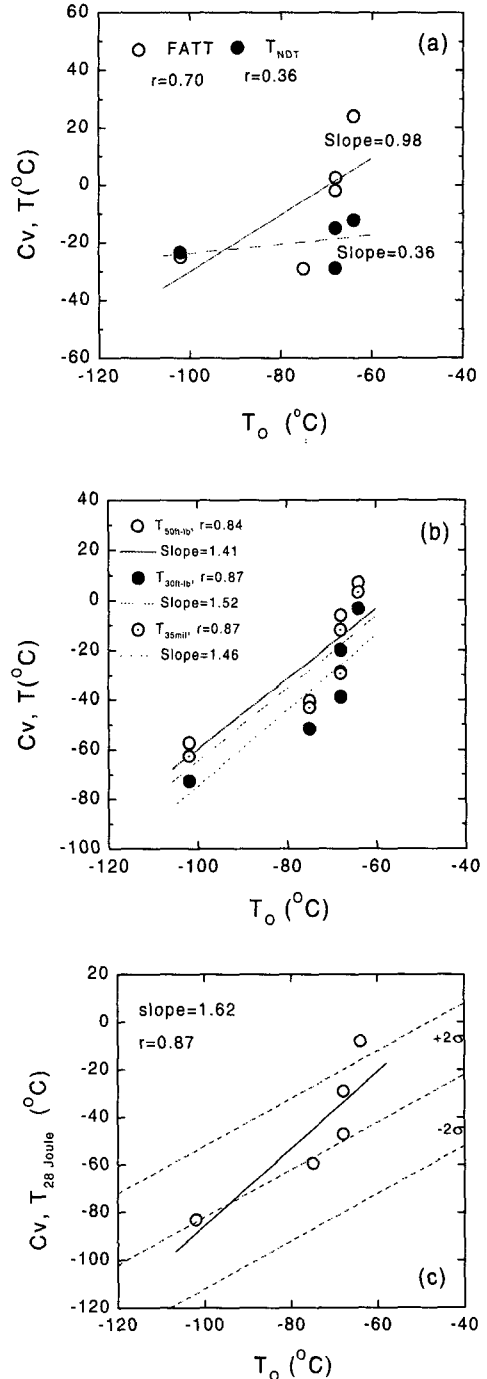 (a)
FATT T_NDT
r=0.70 r=0.36
Slope=0.98
Slope=0.36
60
40
20
0
-20
-40
-60
Cv, T(°C)
-120 -100 -80 -60 -40
T_O (°C)
(b)
T_50ft-lb, r=0.84
Slope=1.41
T_30ft-lb, r=0.87
Slope=1.52
T_35mil, r=0.87
Slope=1.46
40
20
0
-20
-40
-60
-80
-100
Cv, T(°C)
-120 -100 -80 -60 -40
T_O (°C)
slope=1.62
r=0.87
+2σ
-2σ
(c)
20
0
-20
-40
-60
-80
-100
-120
Cv, T_28 Joule (°C)
-120 -100 -80 -60 -40
T_O (°C)